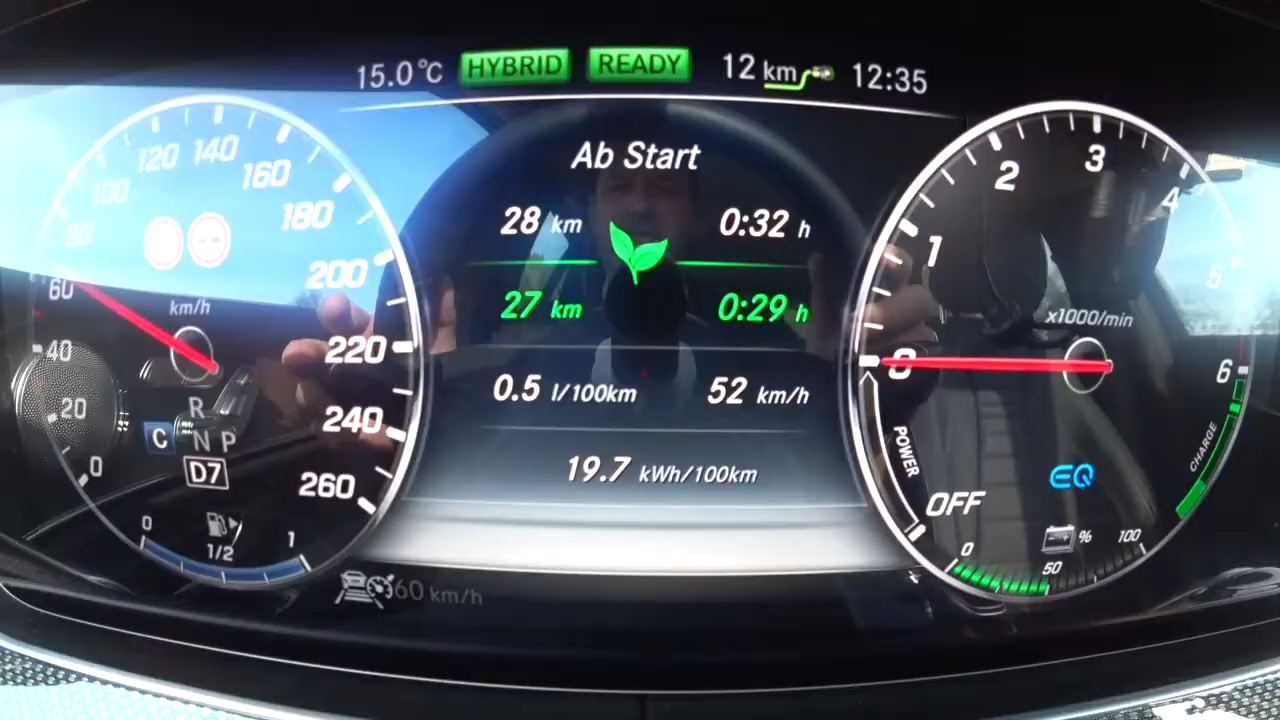 15.0°C HYBRID READY 12 km 12:35
Ab Start
28 km 0:32 h
27 km 0:29 h
0.5 l/100km 52 km/h
19.7 kWh/100km
0 20 40 60 80 100 120 140 160 180 200 220 240 260
km/h
R
C N P
D7
0 1/2 1
60 km/h
0 1 2 3 4 5 6
x1000/min
POWER
CHARGE
EQ
OFF
% 
0 50 100